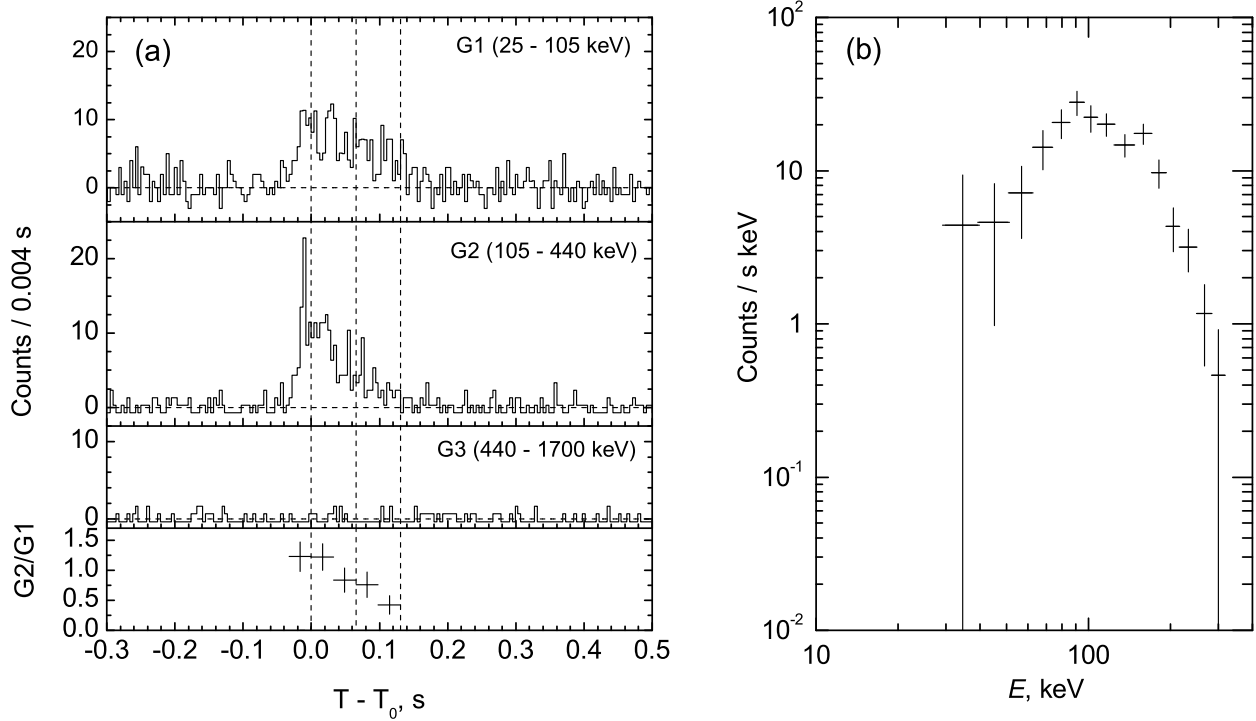 (a)
G1 (25 - 105 keV)
20
10
0
G2 (105 - 440 keV)
20
10
0
Counts / 0.004 s
G3 (440 - 1700 keV)
10
0
G2/G1
1.5
1.0
0.5
0.0
-0.3 -0.2 -0.1 0.0 0.1 0.2 0.3 0.4 0.5
T - T₀, s
(b)
10²
10
1
10⁻¹
10⁻²
Counts / s keV
10 100
E, keV